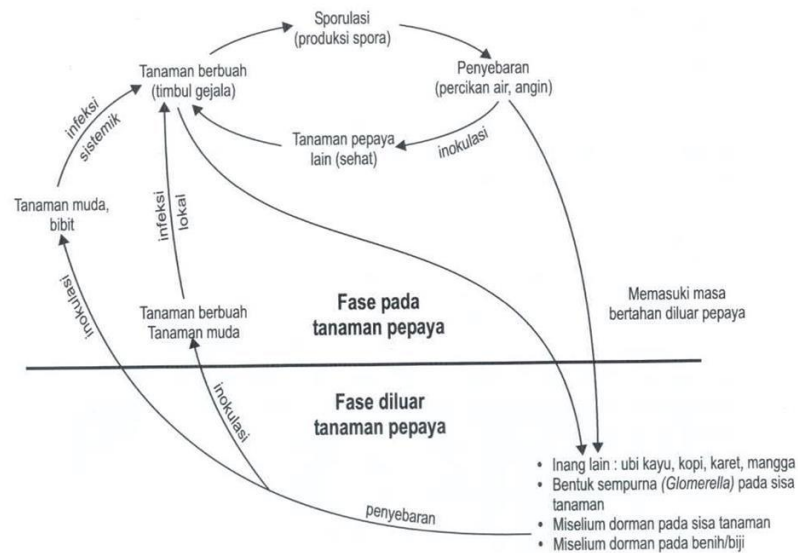 Sporulasi
(produksi spora)
Tanaman berbuah
(timbul gejala)
Penyebaran
(percikan air, angin)
infeksi
sistemik
Tanaman pepaya
lain (sehat)
inokulasi
Tanaman muda,
bibit
infeksi
lokal
inokulasi
Tanaman berbuah
Tanaman muda
Fase pada
tanaman pepaya
Memasuki masa
bertahan diluar pepaya
inokulasi
Fase diluar
tanaman pepaya
penyebaran
• Inang lain : ubi kayu, kopi, karet, mangga
• Bentuk sempurna (Glomerella) pada sisa
tanaman
• Miselium dorman pada sisa tanaman
• Miselium dorman pada benih/biji